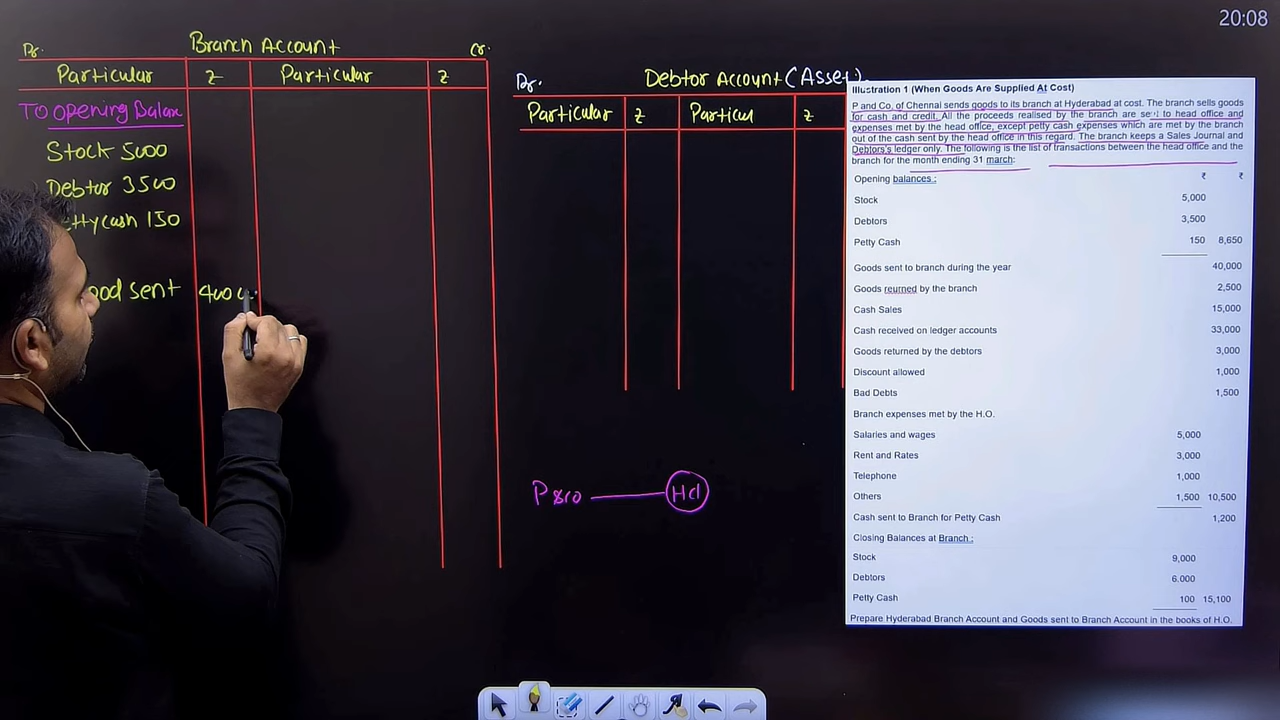 20:08
Dr. Branch Account Cr.
Particular ₹ Particular ₹
To opening Balance
Stock 5000
Debtor 3500
ttycash 150
ood sent
Dr. Debtor Account (Asset).
Particular ₹ Particul ₹
P & co Hd
Illustration 1 (When Goods Are Supplied At Cost)
P and Co, of Chennai sends goods to its branch at Hyderabad at cost. The branch sells goods
for cash and credit. All the proceeds realised by the branch are sent to head office and
expenses met by the head office, except petty cash expenses which are met by the branch
out of the cash sent by the head office in this regard. The branch keeps a Sales Journal and
Debtors's ledger only. The following is the list of transactions between the head office and the
branch for the month ending 31 march:
₹ ₹
Opening balances :
Stock 5,000
Debtors 3,500
Petty Cash 150 8,650
Goods sent to branch during the year 40,000
Goods reurned by the branch 2,500
Cash Sales 15,000
Cash received on ledger accounts 33,000
Goods returned by the debtors 3,000
Discount allowed 1,000
Bad Debts 1,500
Branch expenses met by the H.O.
Salaries and wages 5,000
Rent and Rates 3,000
Telephone 1,000
Others 1,500 10,500
Cash sent to Branch for Petty Cash 1,200
Closing Balances at Branch :
Stock 9,000
Debtors 6.000
Petty Cash 100 15,100
Prepare Hyderabad Branch Account and Goods sent to Branch Account in the books of H.O.